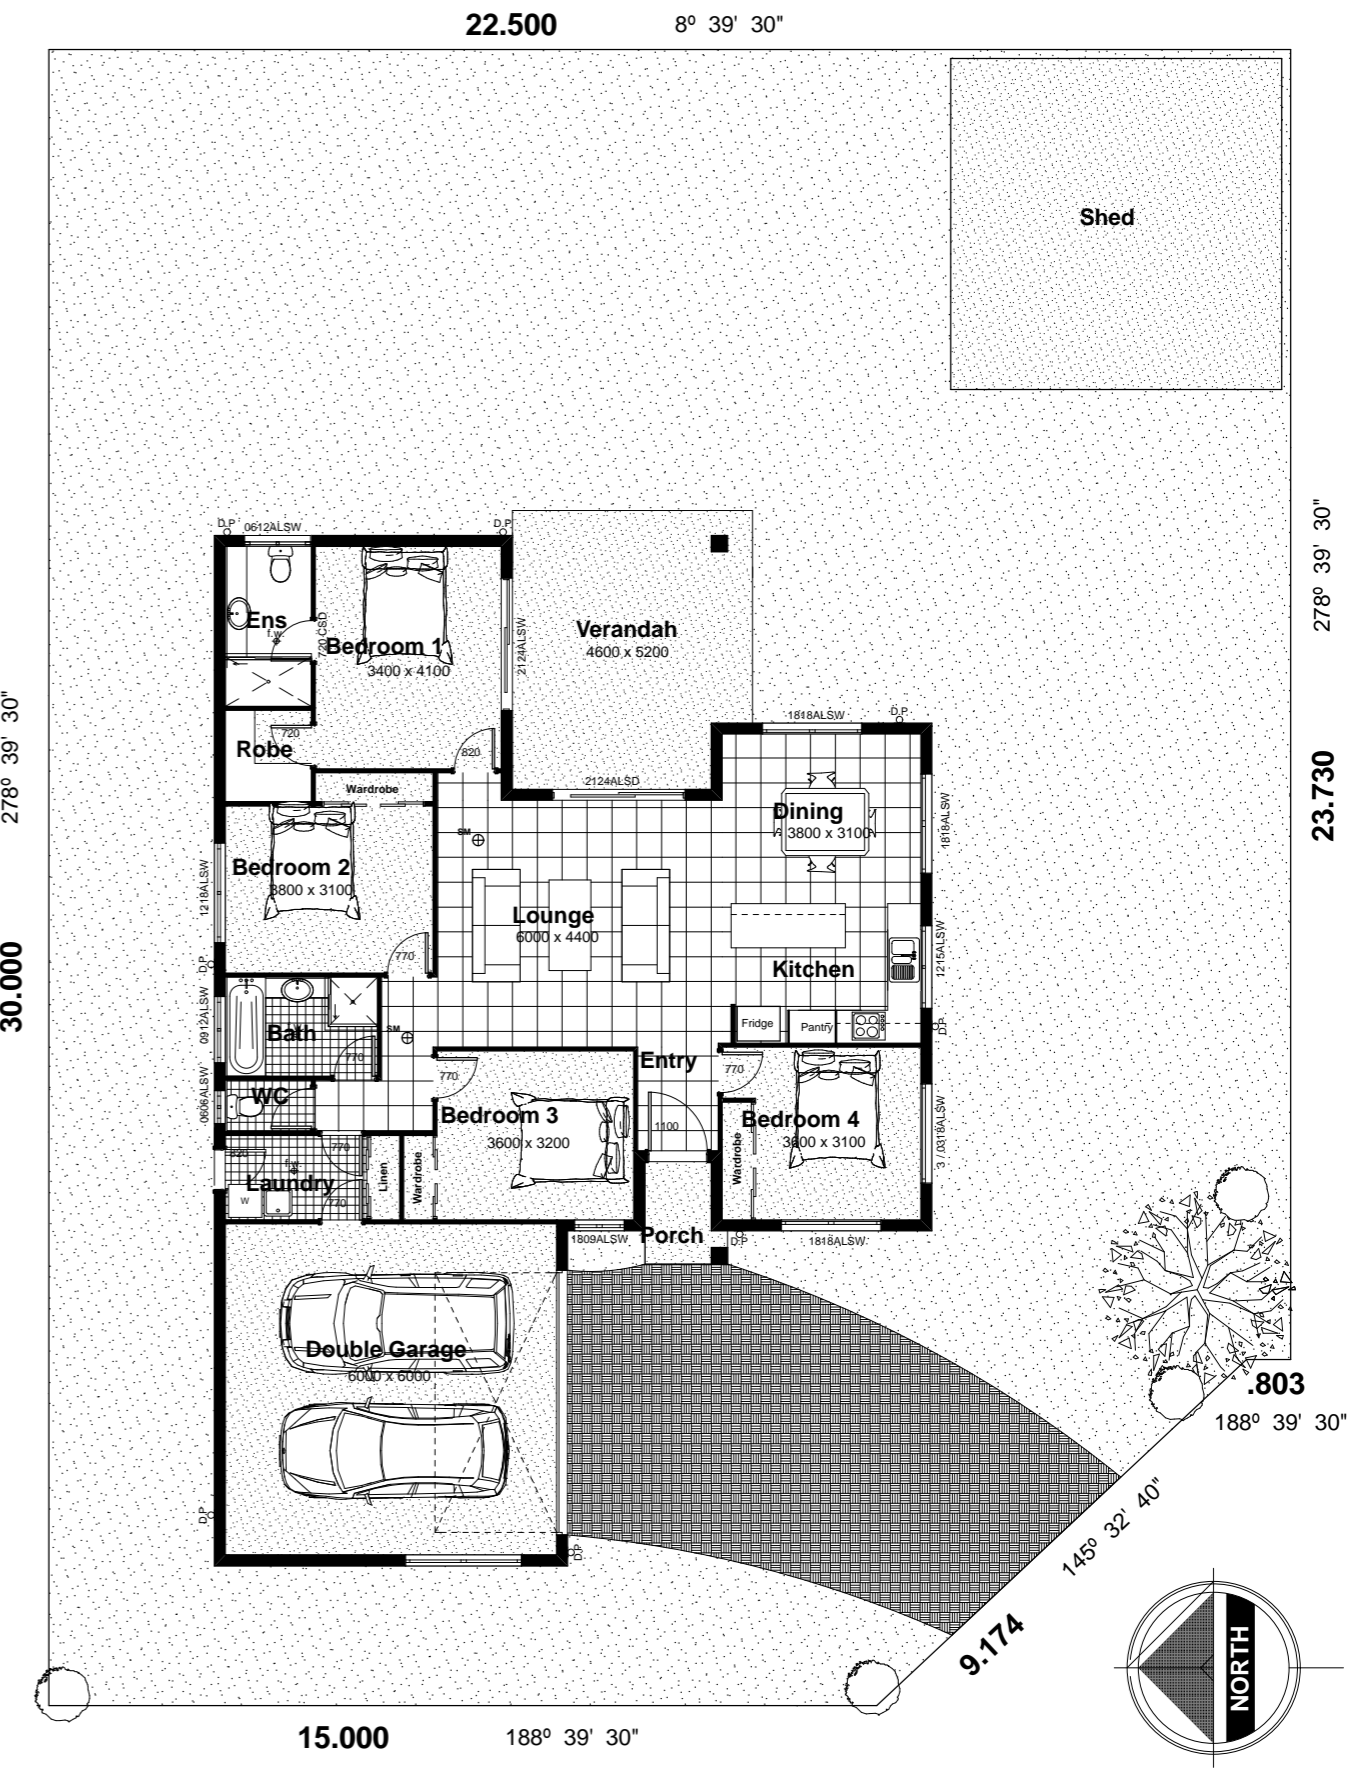 22.500
8º 39' 30"
Shed
278º 39' 30"
23.730
278º 39' 30"
30.000
D.P
0612ALSW
D.P
Ens
f.w.
720 CSD
Bedroom 1
3400 x 4100
2124ALSW
Verandah
4600 x 5200
1818ALSW
D.P
Robe
720
820
2124ALSD
Wardrobe
SM
Dining
3800 x 3100
1818ALSW
Bedroom 2
3800 x 3100
1218ALSW
Lounge
6000 x 4400
770
D.P
Kitchen
1215ALSW
0912ALSW
Bath
SM
Fridge
Pantry
D.P
770
Entry
770
770
0606ALSW
WC
Bedroom 3
3600 x 3200
1100
Bedroom 4
3600 x 3100
3 / 0318ALSW
820
770
f.w.
Laundry
W
770
Linen
Wardrobe
Wardrobe
1809ALSW
Porch
D.P
1818ALSW
Double Garage
6000 x 6000
.803
188º 39' 30"
145º 32' 40"
D.P
D.P
9.174
NORTH
15.000
188º 39' 30"